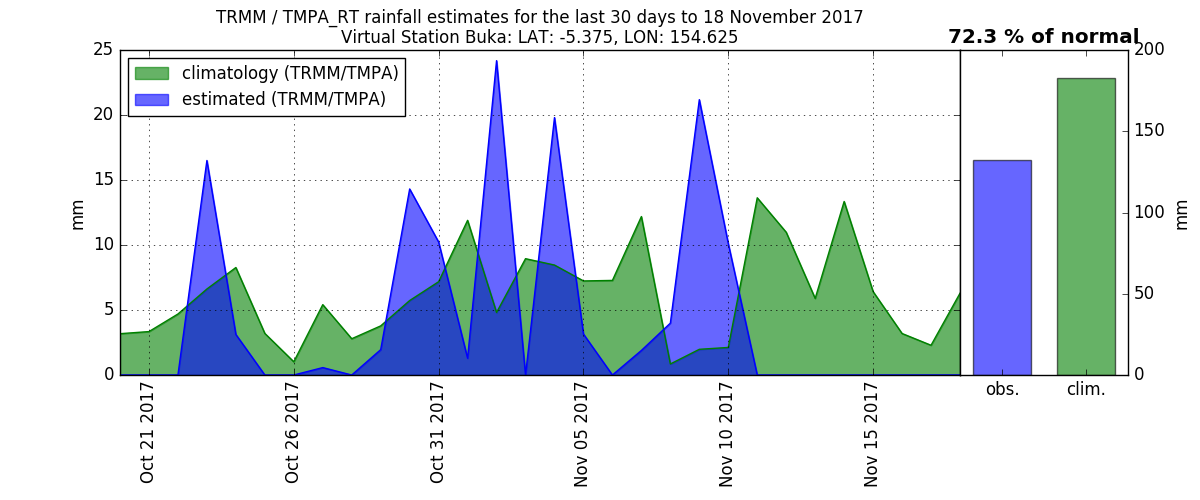 TRMM / TMPA_RT rainfall estimates for the last 30 days to 18 November 2017
Virtual Station Buka: LAT: -5.375, LON: 154.625
72.3 % of normal
climatology (TRMM/TMPA)
estimated (TRMM/TMPA)
mm
25
20
15
10
5
0
Oct 21 2017
Oct 26 2017
Oct 31 2017
Nov 05 2017
Nov 10 2017
Nov 15 2017
obs.
clim.
200
150
100
50
0
mm